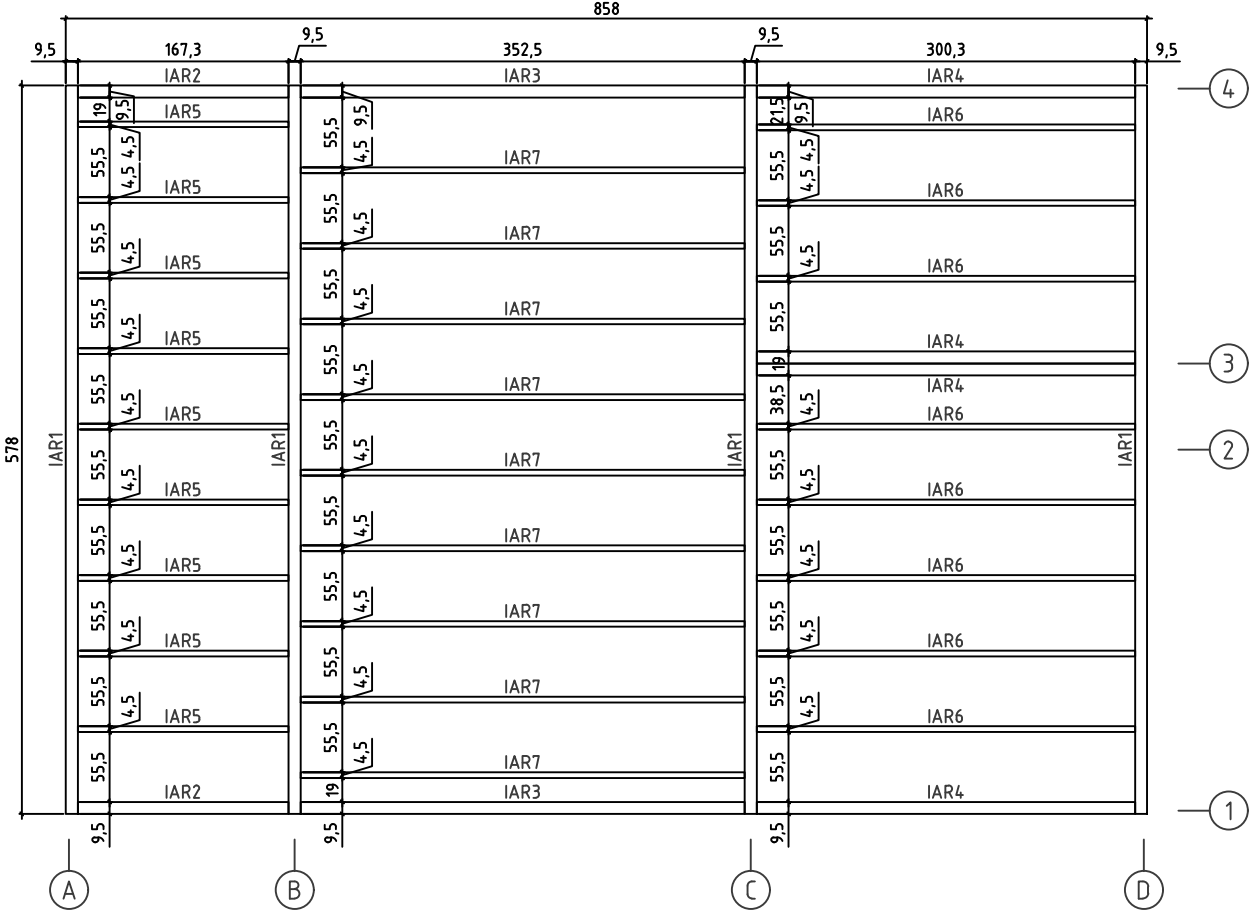 858
9,5 167,3 9,5 352,5 9,5 300,3 9,5
IAR2 IAR3 IAR4
4
19 9,5 IAR5 9,5 21,5 9,5 IAR6
55,5 4,5 55,5 4,5 IAR7 55,5 4,5
4,5 IAR5 4,5 IAR6
55,5 4,5 IAR5 55,5 4,5 IAR7 55,5 4,5 IAR6
55,5 4,5 IAR5 55,5 4,5 IAR7 55,5 IAR4
19
3
55,5 4,5 IAR5 55,5 4,5 IAR7 38,5 4,5 IAR4
IAR6
578 IAR1 IAR1 IAR1 IAR1
2
55,5 4,5 IAR5 55,5 4,5 IAR7 55,5 4,5 IAR6
55,5 4,5 IAR5 55,5 4,5 IAR7 55,5 4,5 IAR6
55,5 4,5 IAR5 55,5 4,5 IAR7 55,5 4,5 IAR6
55,5 4,5 IAR5 55,5 4,5 IAR7 55,5 4,5 IAR6
55,5 55,5 4,5 IAR7 55,5
IAR2 19 IAR3 IAR4
1
9,5 9,5 9,5
A B C D